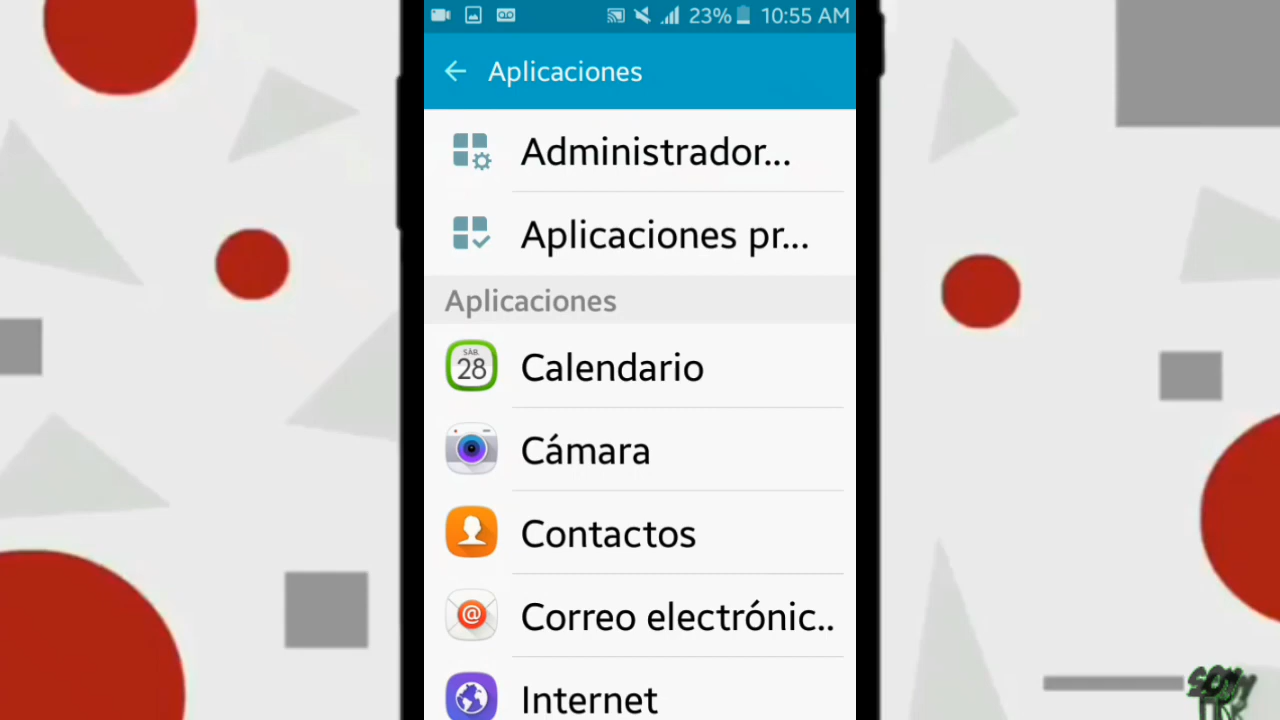 23% 10:55 AM
Aplicaciones
Administrador...
Aplicaciones pr...
Aplicaciones
SÁB.
28
Calendario
Cámara
Contactos
@
Correo electrónic..
Internet